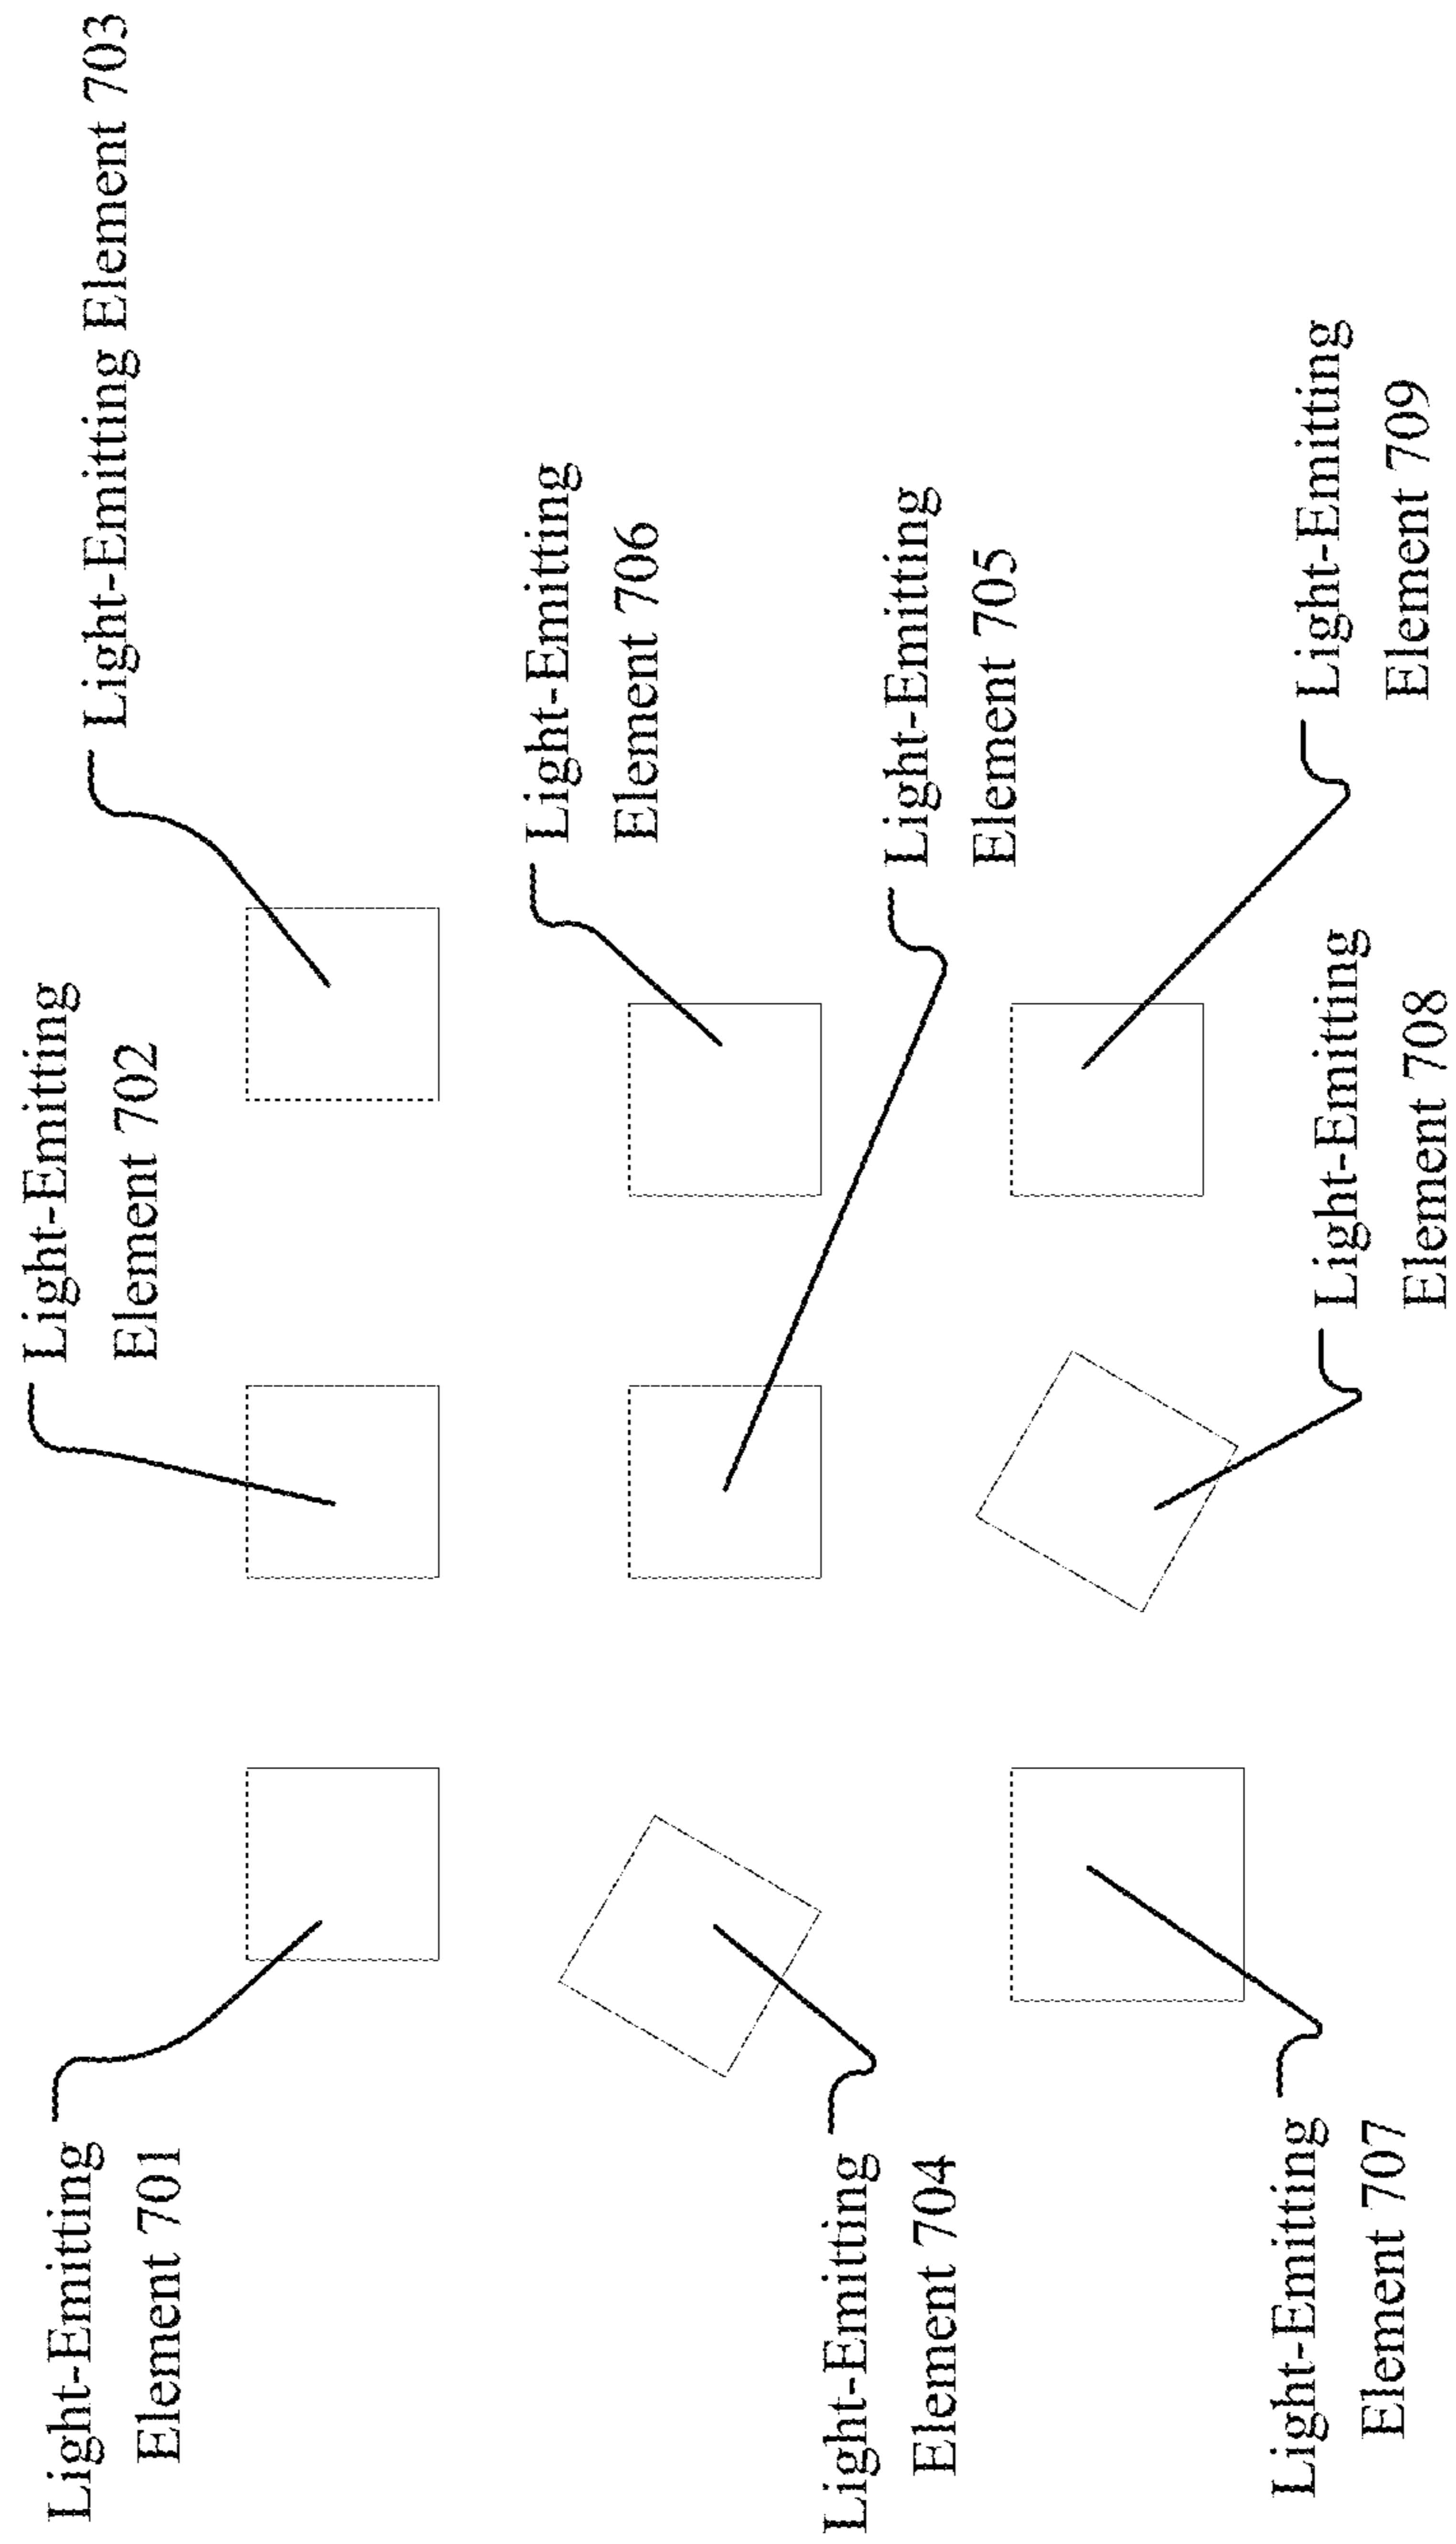 Light-Emitting
Element 701
Light-Emitting
Element 702
Light-Emitting Element 703
Light-Emitting
Element 704
Light-Emitting
Element 705
Light-Emitting
Element 706
Light-Emitting
Element 707
Light-Emitting
Element 708
Light-Emitting
Element 709